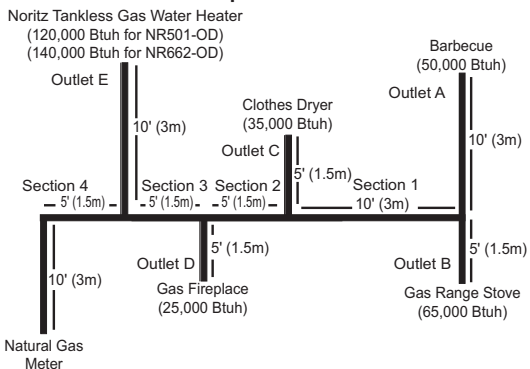 Noritz Tankless Gas Water Heater
(120,000 Btuh for NR501-OD)
(140,000 Btuh for NR662-OD)
Outlet E
10' (3m)
Barbecue
(50,000 Btuh)
Outlet A
10' (3m)
Clothes Dryer
(35,000 Btuh)
Outlet C
5' (1.5m)
Section 4
5' (1.5m)
Section 3
5' (1.5m)
Section 2
5' (1.5m)
Section 1
10' (3m)
10' (3m)
Natural Gas
Meter
5' (1.5m)
Outlet D
Gas Fireplace
(25,000 Btuh)
5' (1.5m)
Outlet B
Gas Range Stove
(65,000 Btuh)